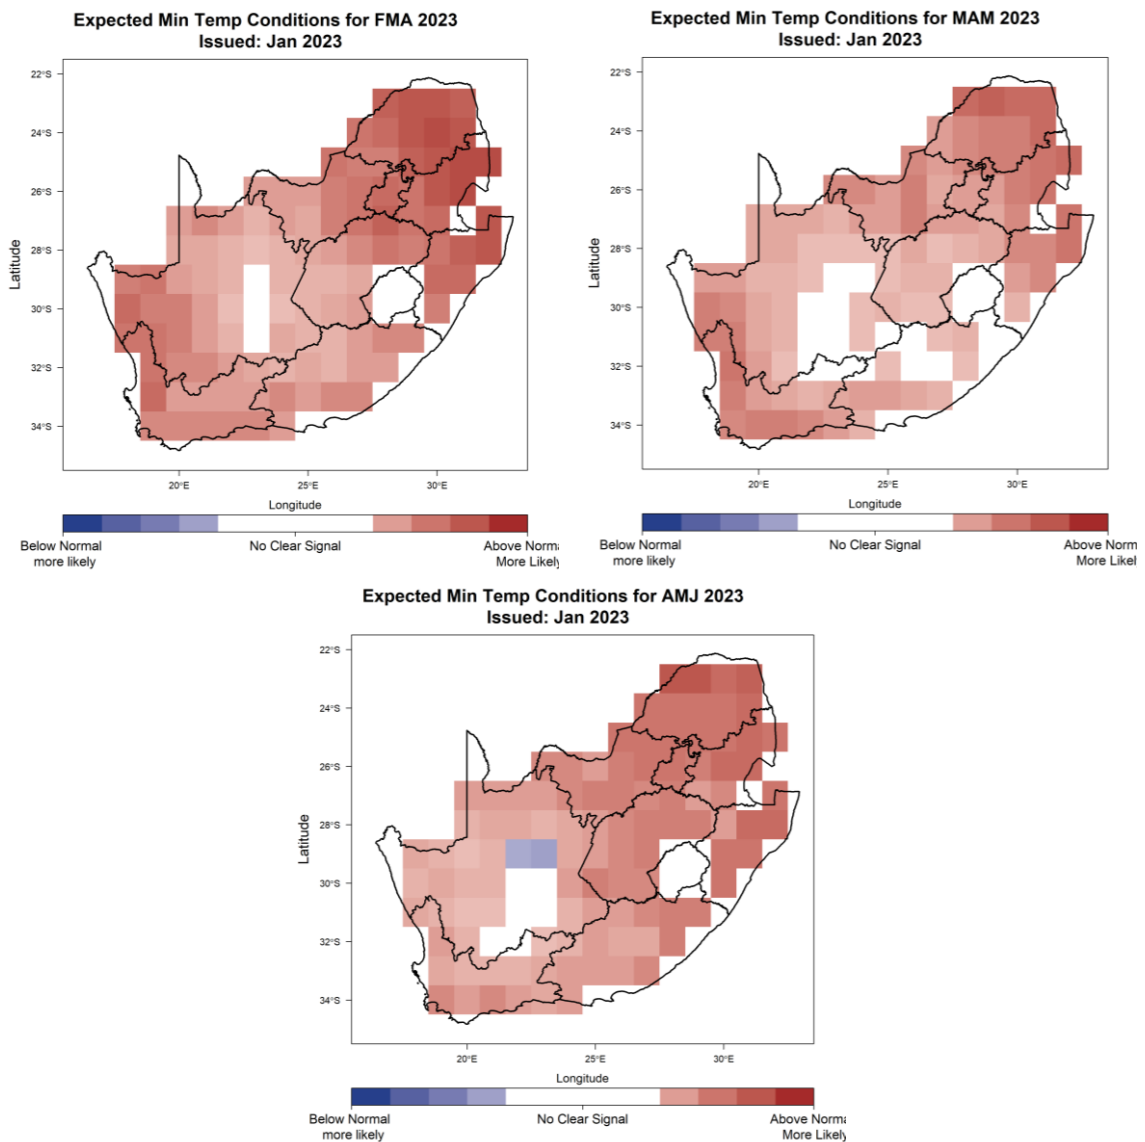 Expected Min Temp Conditions for FMA 2023
Issued: Jan 2023
22°S
24°S
26°S
28°S
30°S
32°S
34°S
Latitude
20°E
25°E
30°E
Longitude
Below Normal
more likely
No Clear Signal
Above Norma
More Likely
Expected Min Temp Conditions for MAM 2023
Issued: Jan 2023
22°S
24°S
26°S
28°S
30°S
32°S
34°S
Latitude
20°E
25°E
30°E
Longitude
Below Normal
more likely
No Clear Signal
Above Norm
More Likel
Expected Min Temp Conditions for AMJ 2023
Issued: Jan 2023
22°S
24°S
26°S
28°S
30°S
32°S
34°S
Latitude
20°E
25°E
30°E
Longitude
Below Normal
more likely
No Clear Signal
Above Norma
More Likely